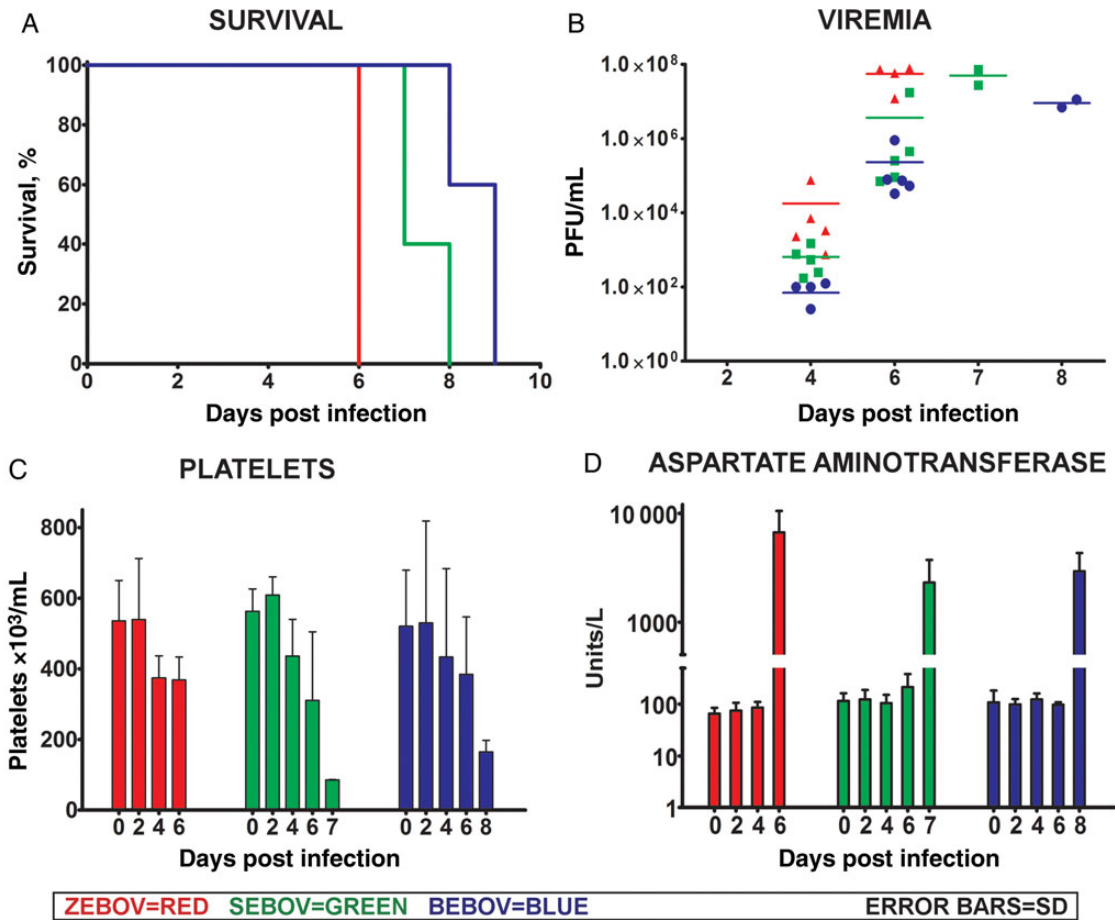 A
SURVIVAL
100
80
60
40
20
0
Survival, %
0 2 4 6 8 10
Days post infection
B
VIREMIA
1.0×10⁸
1.0×10⁶
1.0×10⁴
1.0×10²
1.0×10⁰
PFU/mL
2 4 6 7 8
Days post infection
C
PLATELETS
800
600
400
200
0
Platelets ×10³/mL
0 2 4 6 0 2 4 6 7 0 2 4 6 8
Days post infection
D
ASPARTATE AMINOTRANSFERASE
10 000
1000
100
10
1
Units/L
0 2 4 6 0 2 4 6 7 0 2 4 6 8
Days post infection
ZEBOV=RED SEBOV=GREEN BEBOV=BLUE ERROR BARS=SD